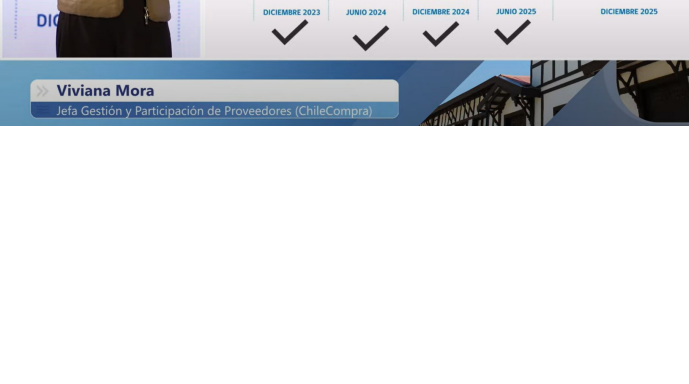 DICIEMBRE 2023 JUNIO 2024 DICIEMBRE 2024 JUNIO 2025 DICIEMBRE 2025
Viviana Mora
Jefa Gestión y Participación de Proveedores (ChileCompra)